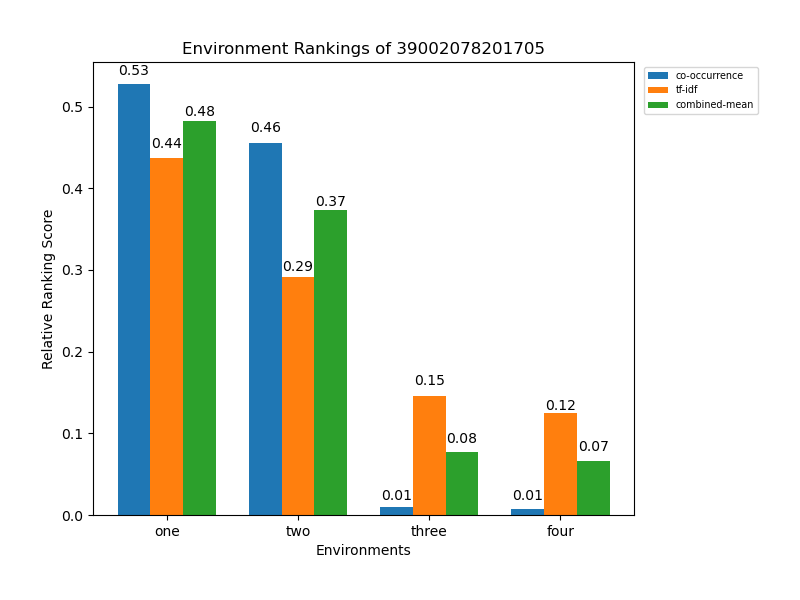 Environment Rankings of 39002078201705
co-occurrence
tf-idf
combined-mean
0.53
0.44
0.48
0.46
0.29
0.37
0.01
0.15
0.08
0.01
0.12
0.07
Relative Ranking Score
0.5
0.4
0.3
0.2
0.1
0.0
one two three four
Environments